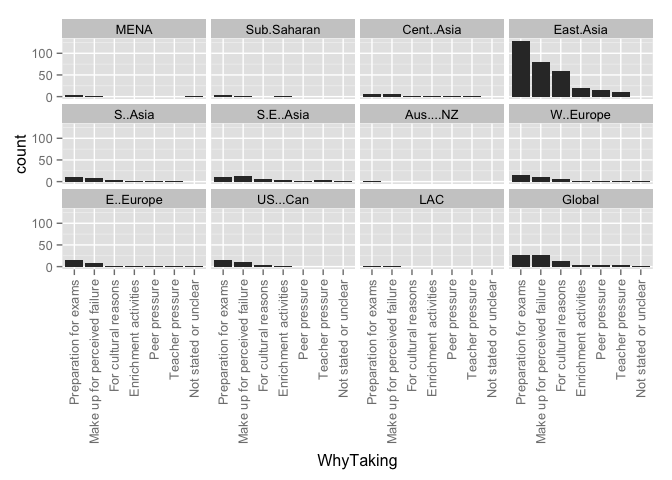 MENA Sub.Saharan Cent..Asia East.Asia
100
50
0
S..Asia S.E..Asia Aus....NZ W..Europe
100
50
0
E..Europe US...Can LAC Global
100
50
0
count
Preparation for exams
Make up for perceived failure
For cultural reasons
Enrichment activities
Peer pressure
Teacher pressure
Not stated or unclear
Preparation for exams
Make up for perceived failure
For cultural reasons
Enrichment activities
Peer pressure
Teacher pressure
Not stated or unclear
Preparation for exams
Make up for perceived failure
For cultural reasons
Enrichment activities
Peer pressure
Teacher pressure
Not stated or unclear
Preparation for exams
Make up for perceived failure
For cultural reasons
Enrichment activities
Peer pressure
Teacher pressure
Not stated or unclear
WhyTaking